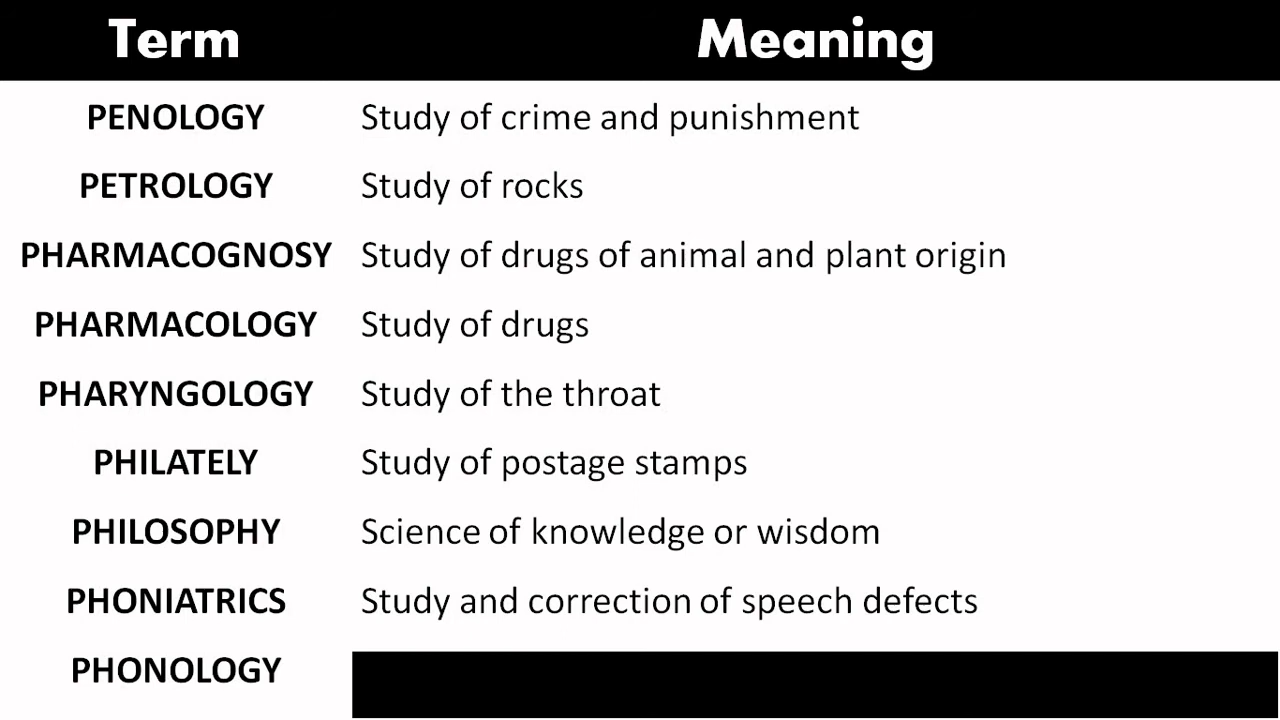 Term Meaning
PENOLOGY Study of crime and punishment
PETROLOGY Study of rocks
PHARMACOGNOSY Study of drugs of animal and plant origin
PHARMACOLOGY Study of drugs
PHARYNGOLOGY Study of the throat
PHILATELY Study of postage stamps
PHILOSOPHY Science of knowledge or wisdom
PHONIATRICS Study and correction of speech defects
PHONOLOGY